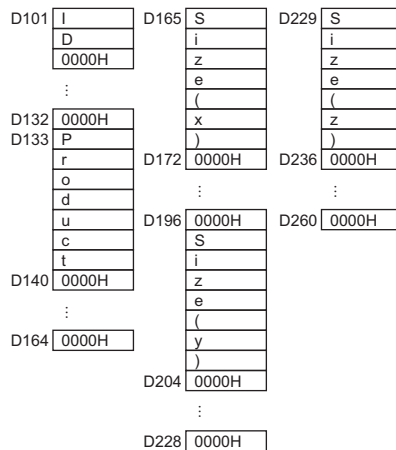 D101 I
D
0000H
⋮
D132 0000H
D133 P
r
o
d
u
c
t
D140 0000H
⋮
D164 0000H
D165 S
i
z
e
(
x
)
D172 0000H
⋮
D196 0000H
S
i
z
e
(
y
)
D204 0000H
⋮
D228 0000H
D229 S
i
z
e
(
z
)
D236 0000H
⋮
D260 0000H